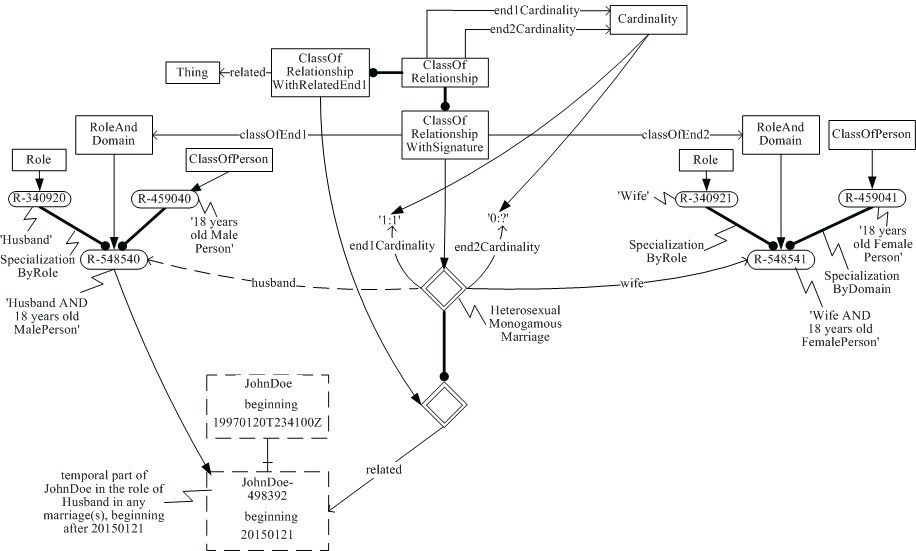 end1Cardinality
end2Cardinality
Cardinality
Thing
related
ClassOf
Relationship
WithRelatedEnd1
ClassOf
Relationship
RoleAnd
Domain
classOfEnd1
ClassOf
Relationship
WithSignature
classOfEnd2
RoleAnd
Domain
ClassOfPerson
Role
ClassOfPerson
Role
R-340920
R-459040
'Husband'
'18 years
old Male
Person'
Specialization
ByRole
R-548540
'Husband AND
18 years old
MalePerson'
'1:1'
end1Cardinality
'0:?'
end2Cardinality
'Wife'
R-340921
R-459041
'18 years
old Female
Person'
Specialization
ByRole
R-548541
Specialization
ByDomain
husband
wife
Heterosexual
Monogamous
Marriage
'Wife AND
18 years old
FemalePerson'
JohnDoe
beginning
19970120T234100Z
related
temporal part of
JohnDoe in the role of
Husband in any
marriage(s), beginning
after 20150121
JohnDoe-
498392
beginning
20150121